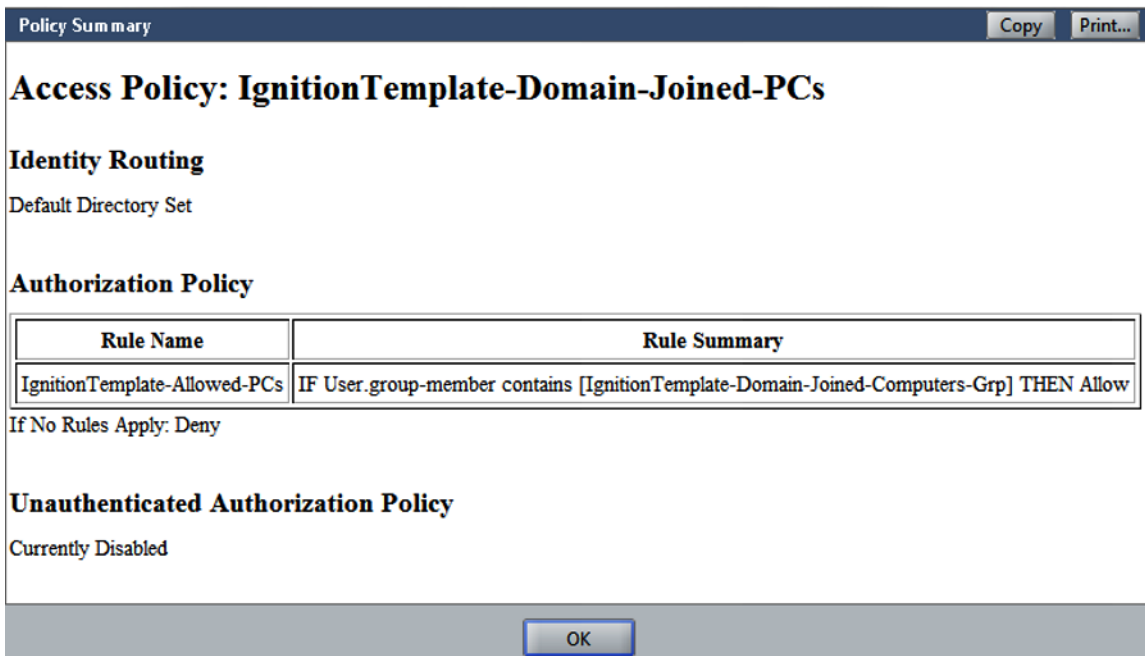 Policy Summary
Copy
Print...
Access Policy: IgnitionTemplate-Domain-Joined-PCs
Identity Routing
Default Directory Set
Authorization Policy
Rule Name
Rule Summary
IgnitionTemplate-Allowed-PCs
IF User.group-member contains [IgnitionTemplate-Domain-Joined-Computers-Grp] THEN Allow
If No Rules Apply: Deny
Unauthenticated Authorization Policy
Currently Disabled
OK